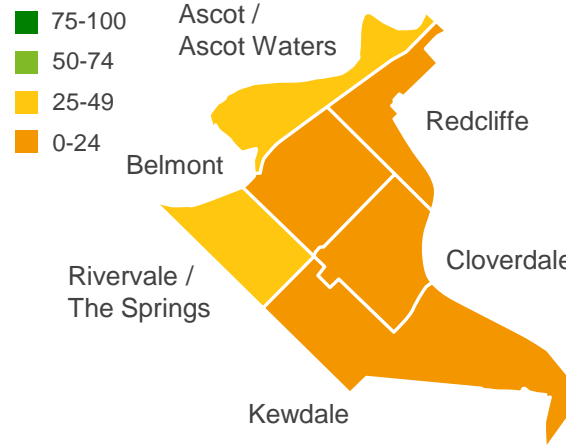 75-100
50-74
25-49
0-24
Ascot /
Ascot Waters
Redcliffe
Belmont
Cloverdale
Rivervale /
The Springs
Kewdale